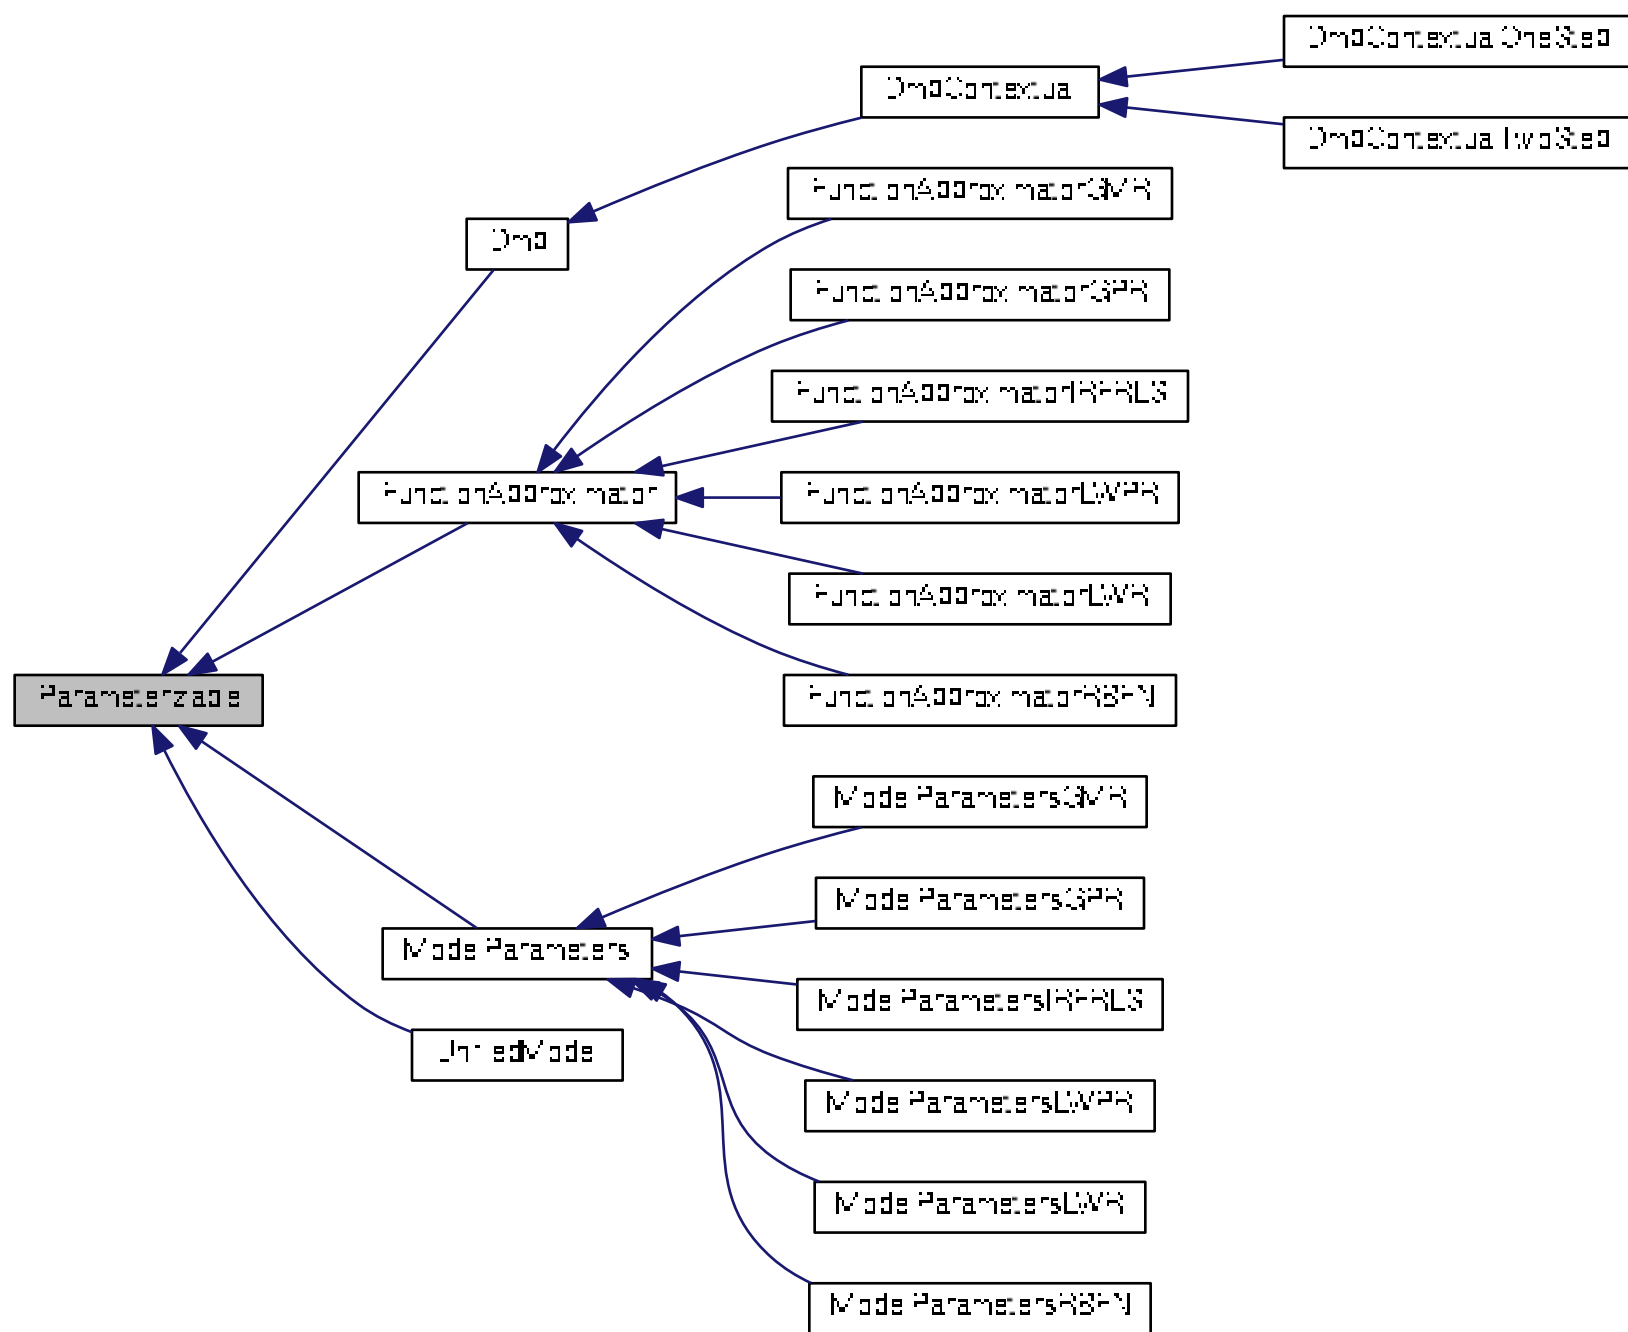 DmpContextualOneStep
DmpContextual
DmpContextualTwoStep
FunctionApproximatorGMR
Dmp
FunctionApproximatorGPR
FunctionApproximatorIRFRLS
FunctionApproximator
FunctionApproximatorLWPR
FunctionApproximatorLWR
Parameterizable
FunctionApproximatorRBFN
ModelParametersGMR
ModelParametersGPR
ModelParameters
ModelParametersIRFRLS
UnifiedModel
ModelParametersLWPR
ModelParametersLWR
ModelParametersRBFN